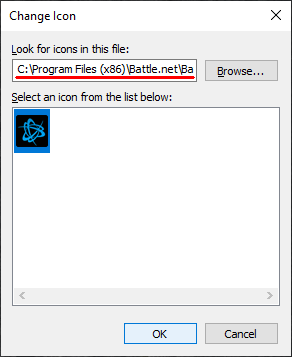 Change Icon
Look for icons in this file:
C:\Program Files (x86)\Battle.net\Ba
Browse...
Select an icon from the list below:
OK
Cancel